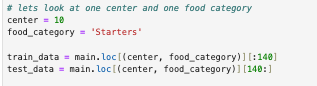 # lets look at one center and one food category
center = 10
food_category = 'Starters'
train_data = main.loc[(center, food_category)][:140]
test_data = main.loc[(center, food_category)][140:]